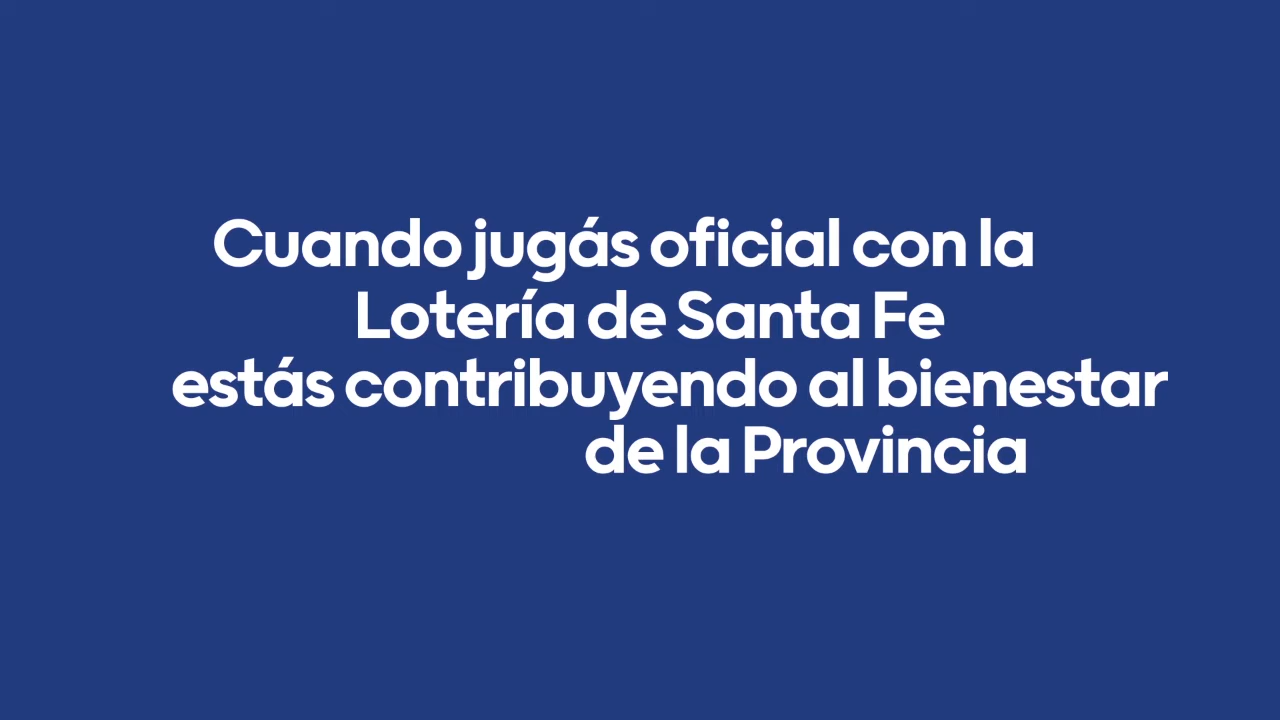 Cuando jugás oficial con la
Lotería de Santa Fe
estás contribuyendo al bienestar
de la Provincia